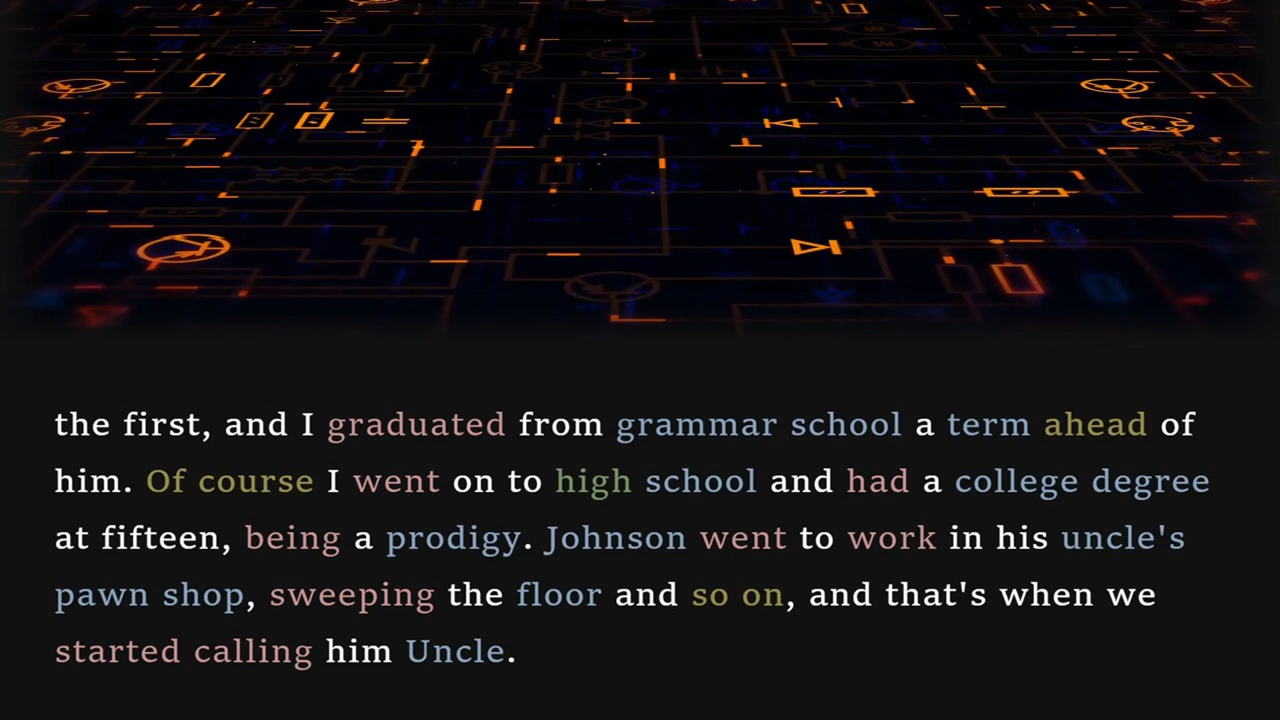 the first, and I graduated from grammar school a term ahead of
him. Of course I went on to high school and had a college degree
at fifteen, being a prodigy. Johnson went to work in his uncle's
pawn shop, sweeping the floor and so on, and that's when we
started calling him Uncle.